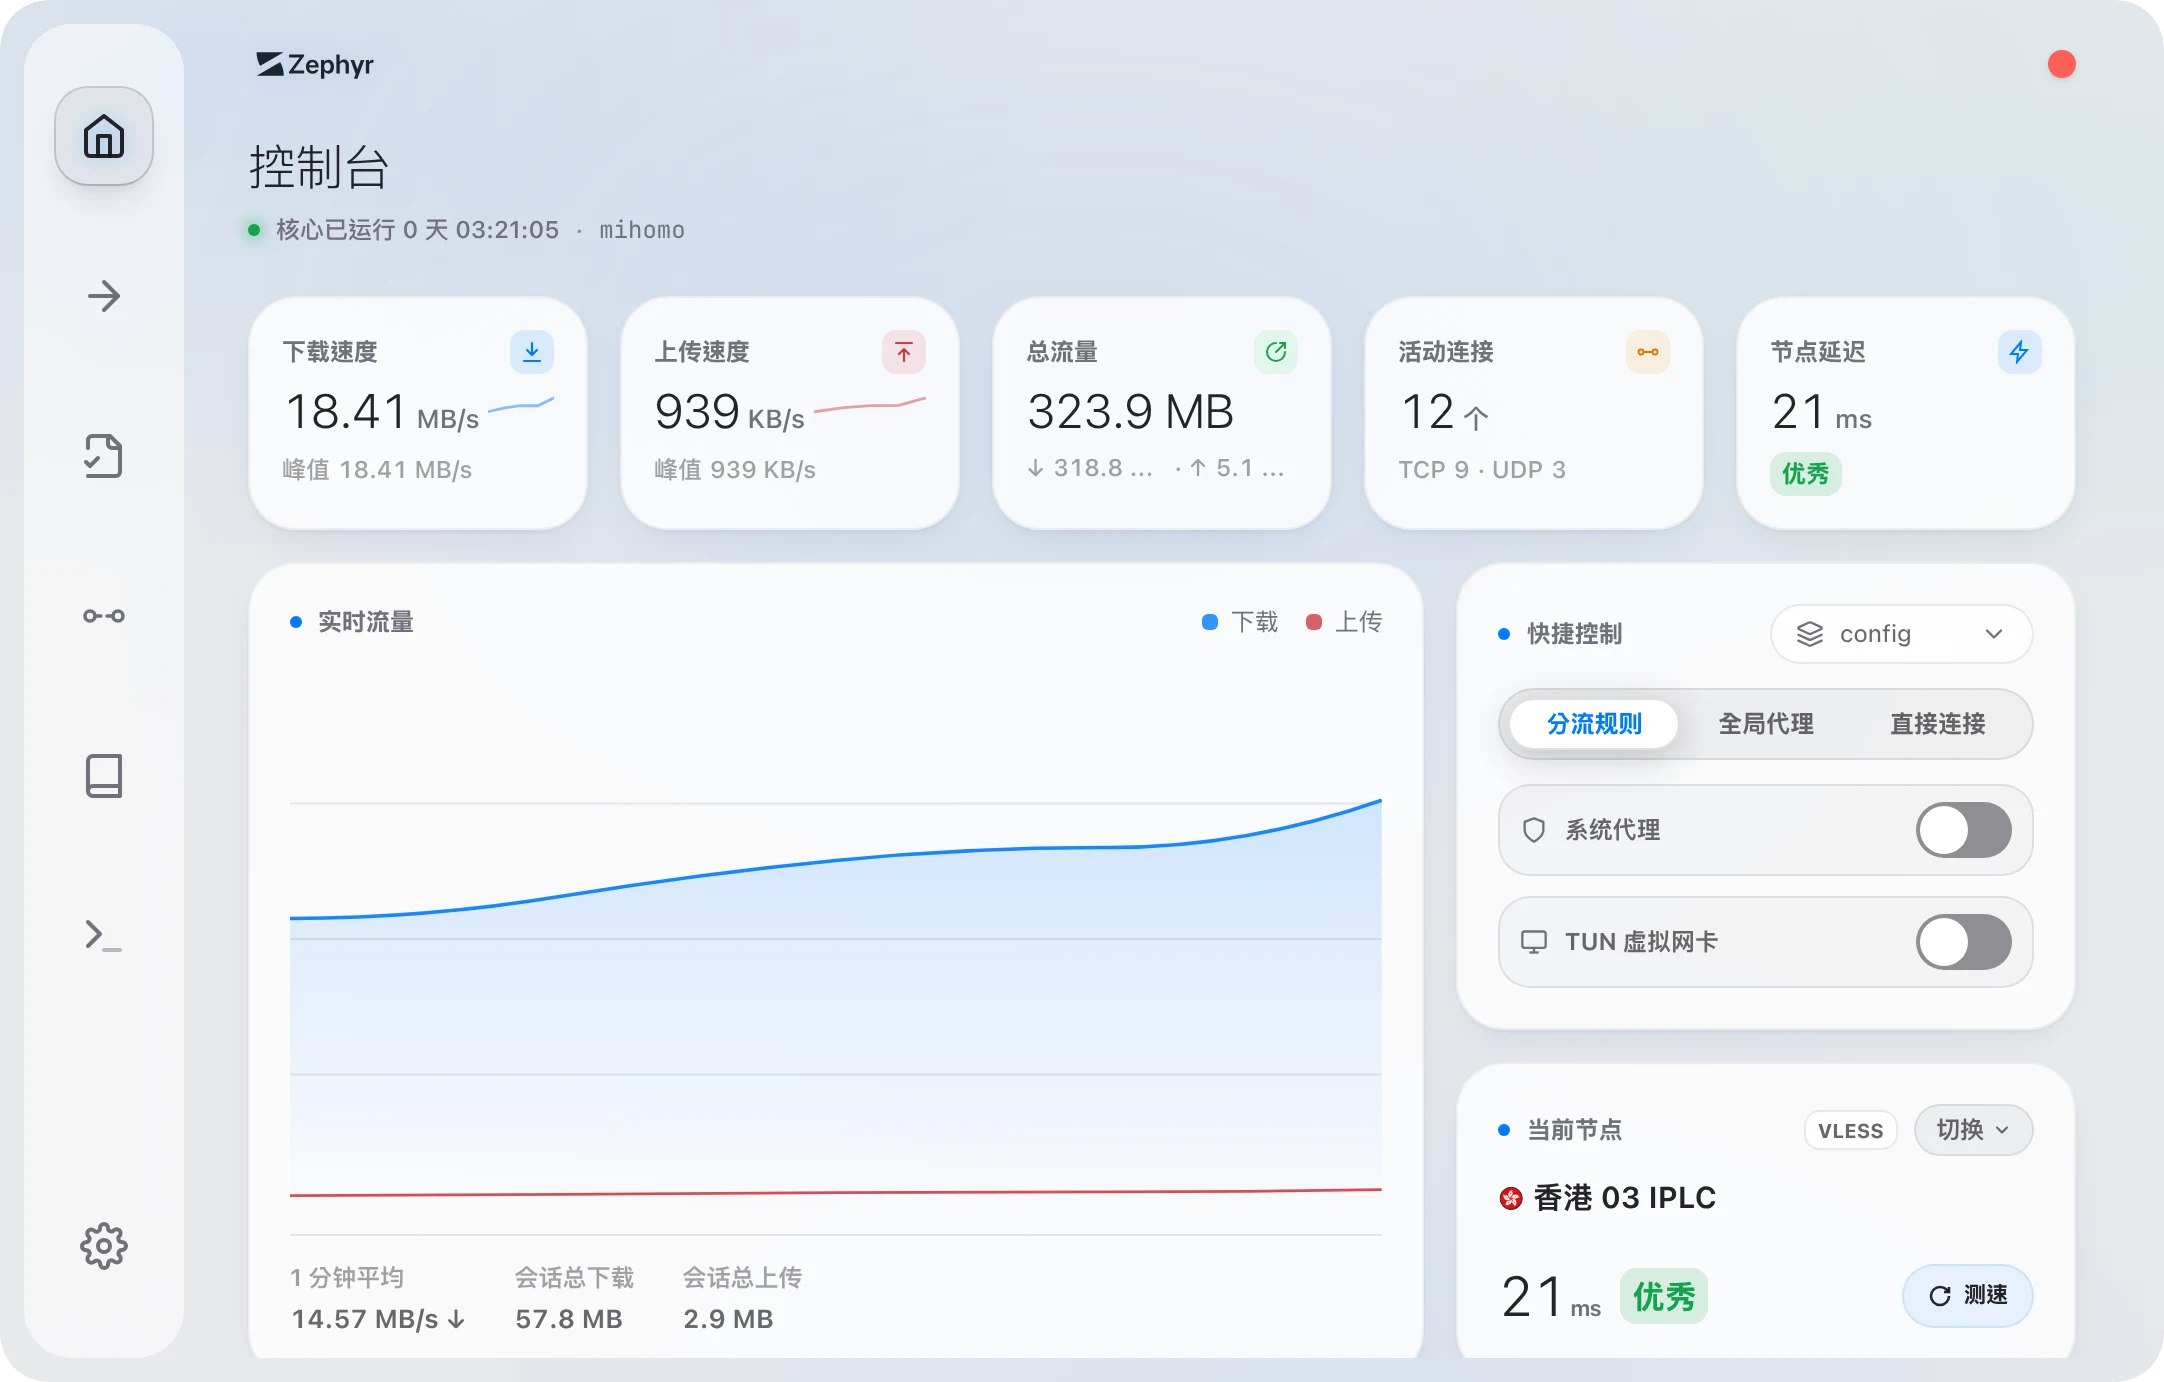 Zephyr
控制台
核心已运行 0 天 03:21:05 · mihomo
下载速度
18.41 MB/s
峰值 18.41 MB/s
上传速度
939 KB/s
峰值 939 KB/s
总流量
323.9 MB
↓ 318.8 ... · ↑ 5.1 ...
活动连接
12 个
TCP 9 · UDP 3
节点延迟
21 ms
优秀
实时流量
下载 上传
1 分钟平均
14.57 MB/s ↓
会话总下载
57.8 MB
会话总上传
2.9 MB
快捷控制
config
分流规则 全局代理 直接连接
系统代理
TUN 虚拟网卡
当前节点
VLESS
切换
香港 03 IPLC
21 ms 优秀
测速